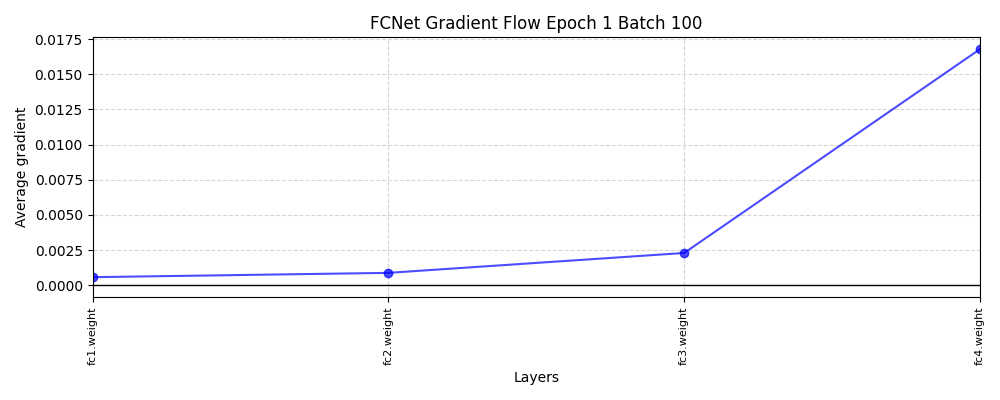 FCNet Gradient Flow Epoch 1 Batch 100
Average gradient
0.0175
0.0150
0.0125
0.0100
0.0075
0.0050
0.0025
0.0000
fc1.weight
fc2.weight
fc3.weight
fc4.weight
Layers